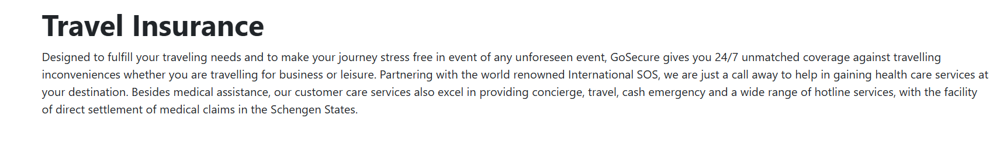 Travel Insurance
Designed to fulfill your traveling needs and to make your journey stress free in event of any unforeseen event, GoSecure gives you 24/7 unmatched coverage against travelling
inconveniences whether you are travelling for business or leisure. Partnering with the world renowned International SOS, we are just a call away to help in gaining health care services at
your destination. Besides medical assistance, our customer care services also excel in providing concierge, travel, cash emergency and a wide range of hotline services, with the facility
of direct settlement of medical claims in the Schengen States.